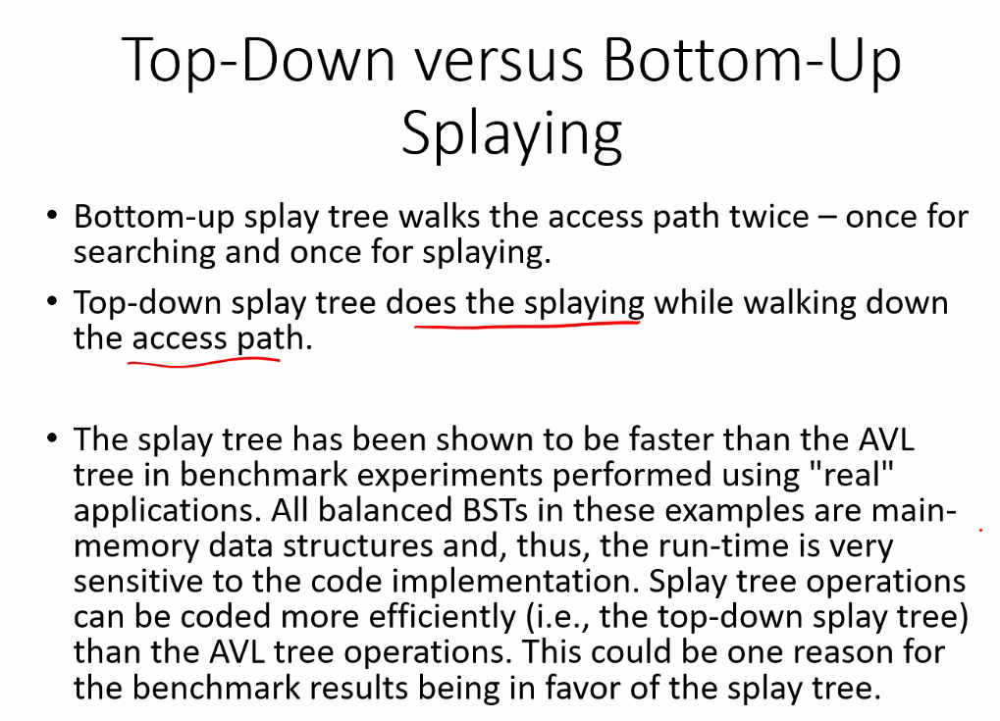 Top-Down versus Bottom-Up
Splaying
• Bottom-up splay tree walks the access path twice – once for
searching and once for splaying.
• Top-down splay tree does the splaying while walking down
the access path.
• The splay tree has been shown to be faster than the AVL
tree in benchmark experiments performed using "real"
applications. All balanced BSTs in these examples are main-
memory data structures and, thus, the run-time is very
sensitive to the code implementation. Splay tree operations
can be coded more efficiently (i.e., the top-down splay tree)
than the AVL tree operations. This could be one reason for
the benchmark results being in favor of the splay tree.